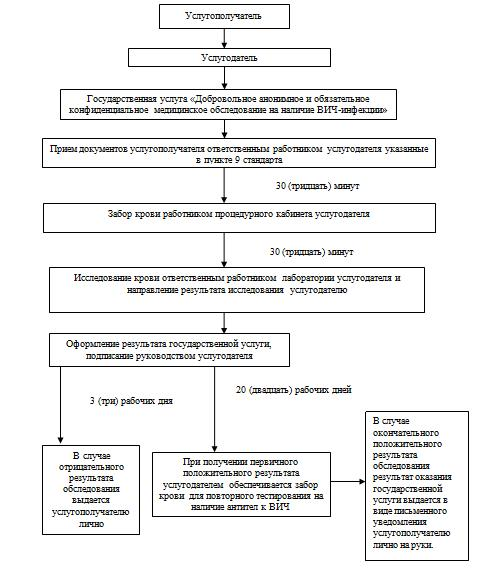 Услугополучатель
Услугодатель
Государственная услуга «Добровольное анонимное и обязательное
конфиденциальное медицинское обследование на наличие ВИЧ-инфекции»
Прием документов услугополучателя ответственным работником услугодателя указанные
в пункте 9 стандарта
30 (тридцать) минут
Забор крови работником процедурного кабинета услугодателя
30 (тридцать) минут
Исследование крови ответственным работником лаборатории услугодателя и
направление результата исследования услугодателю
Оформление результата государственной услуги,
подписание руководством услугодателя
3 (три) рабочих дня
20 (двадцать) рабочих дней
В случае
отрицательного
результата
обследования
выдается
услугополучателю
лично
При получении первичного
положительного результата
услугодателем обеспечивается забор
крови для повторного тестирования на
наличие антител к ВИЧ
В случае
окончательного
положительного
результата
обследования
результат оказания
государственной
услуги выдается в
виде письменного
уведомления
услугополучателю
лично на руки.